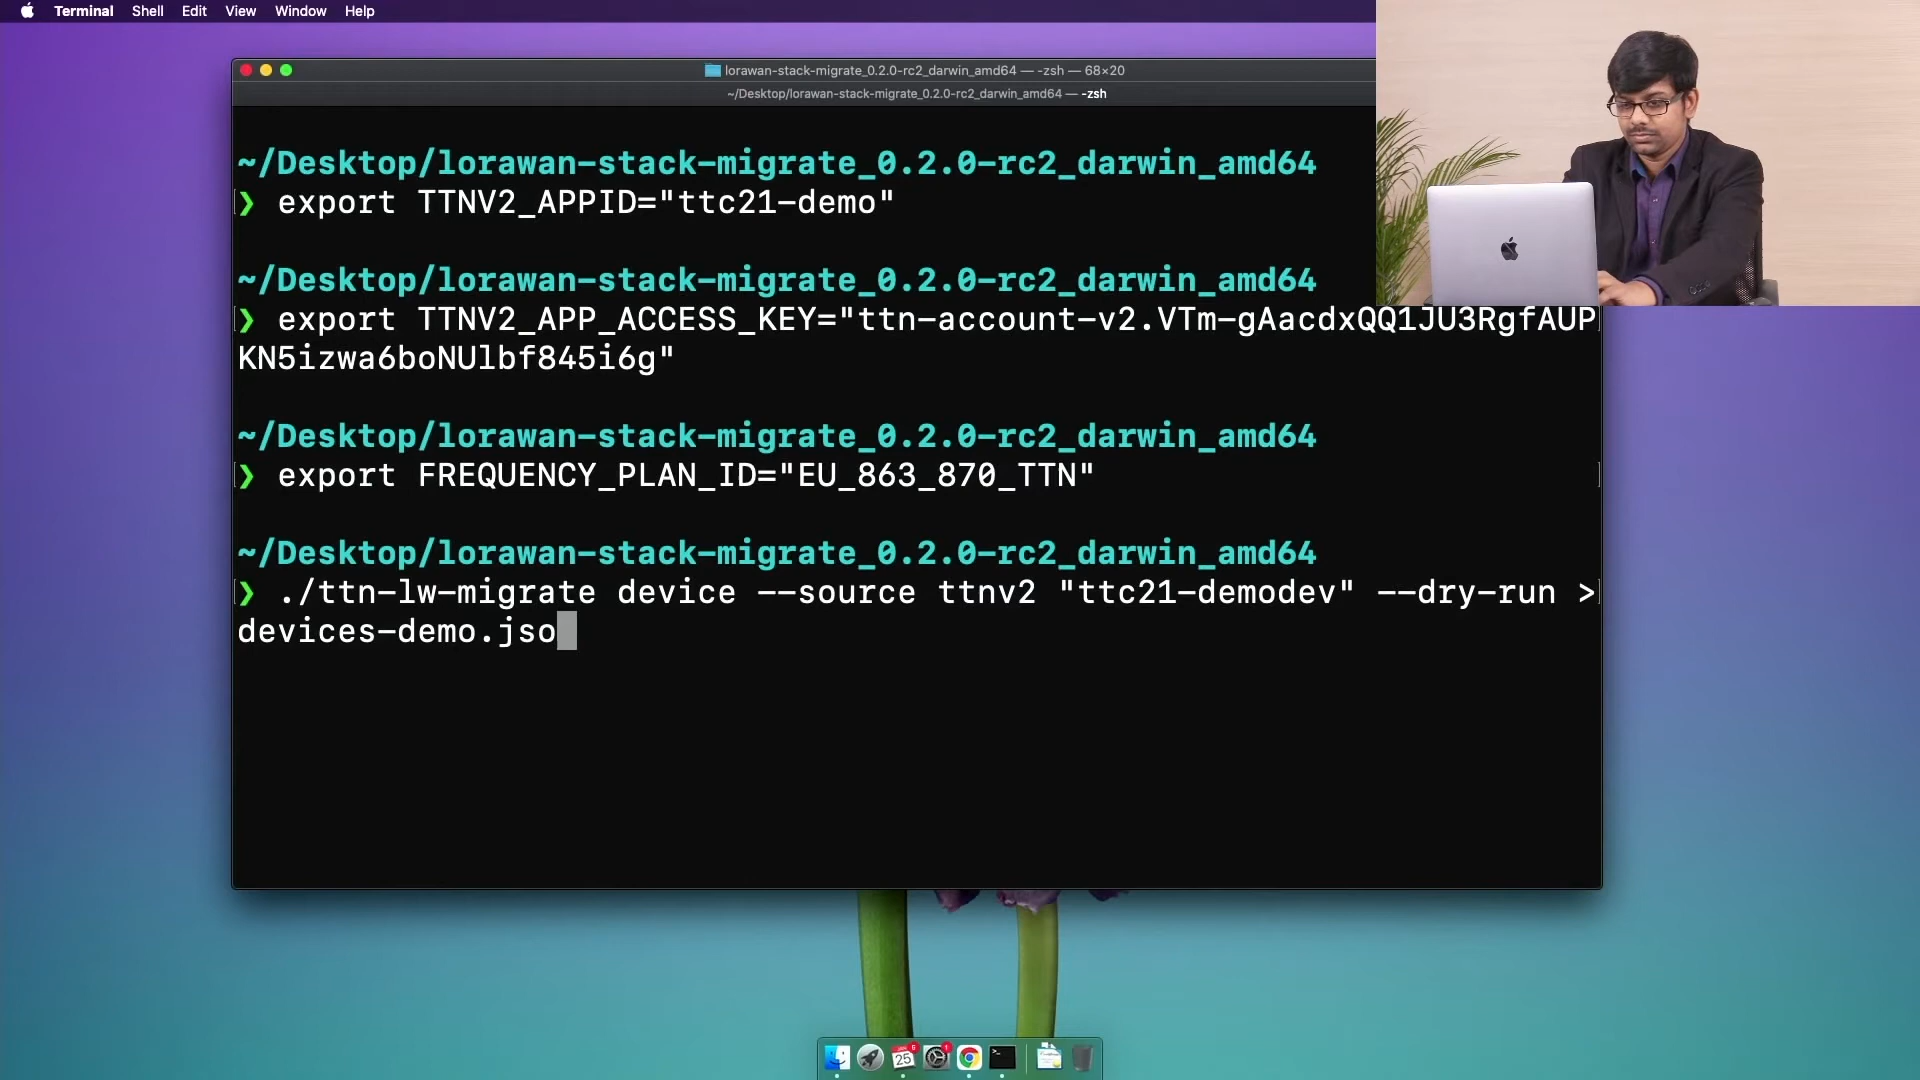 Terminal Shell Edit View Window Help
lorawan-stack-migrate_0.2.0-rc2_darwin_amd64 — -zsh — 68×20
~/Desktop/lorawan-stack-migrate_0.2.0-rc2_darwin_amd64 — -zsh
~/Desktop/lorawan-stack-migrate_0.2.0-rc2_darwin_amd64
❯ export TTNV2_APPID="ttc21-demo"
~/Desktop/lorawan-stack-migrate_0.2.0-rc2_darwin_amd64
❯ export TTNV2_APP_ACCESS_KEY="ttn-account-v2.VTm-gAacdxQQ1JU3RgfAUP
KN5izwa6boNUlbf845i6g"
~/Desktop/lorawan-stack-migrate_0.2.0-rc2_darwin_amd64
❯ export FREQUENCY_PLAN_ID="EU_863_870_TTN"
~/Desktop/lorawan-stack-migrate_0.2.0-rc2_darwin_amd64
❯ ./ttn-lw-migrate device --source ttnv2 "ttc21-demodev" --dry-run >
devices-demo.jso
25